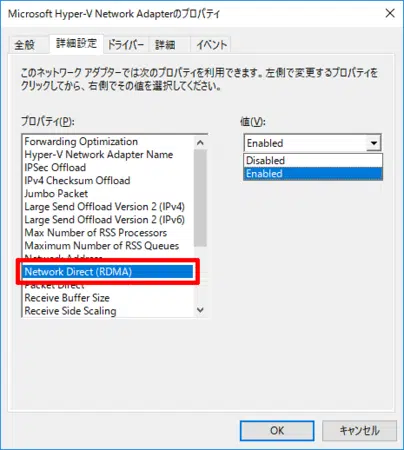 Microsoft Hyper-V Network Adapterのプロパティ
全般
詳細設定
ドライバー
詳細
イベント
このネットワーク アダプターでは次のプロパティを利用できます。左側で変更するプロパティを
クリックしてから、右側でその値を選択してください。
プロパティ(P):
値(V):
Forwarding Optimization
Hyper-V Network Adapter Name
IPSec Offload
IPv4 Checksum Offload
Jumbo Packet
Large Send Offload Version 2 (IPv4)
Large Send Offload Version 2 (IPv6)
Max Number of RSS Processors
Maximum Number of RSS Queues
Network Address
Network Direct (RDMA)
Packet Direct
Receive Buffer Size
Receive Side Scaling
Enabled
Disabled
Enabled
OK
キャンセル